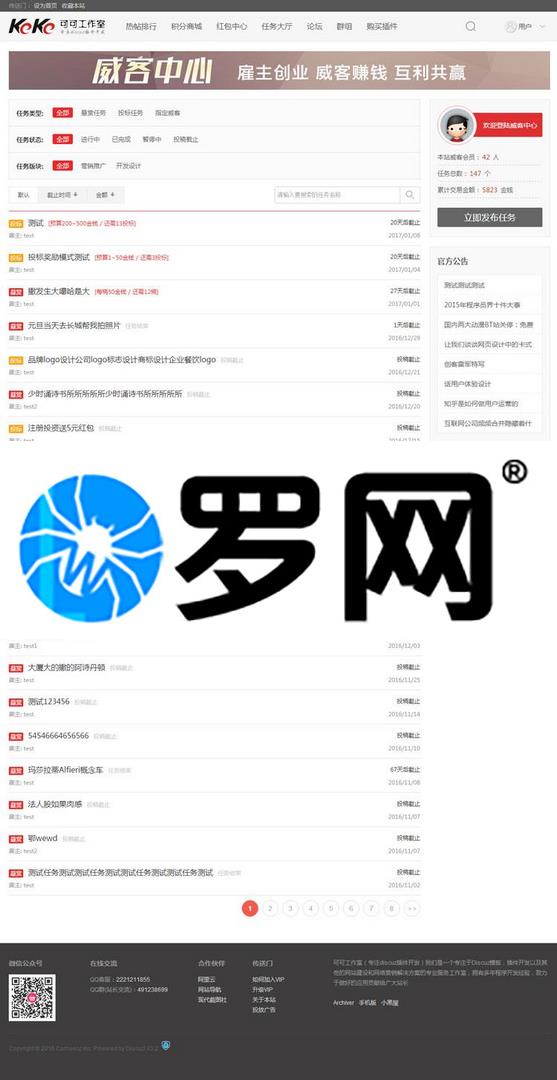 传送门： 设为首页 收藏本站
KeKe 可可工作室
热帖排行 积分商城 红包中心 任务大厅 论坛 群组 购买插件 用户
威客中心 雇主创业 威客赚钱 互利共赢
任务类型: 全部 悬赏任务 投标任务 指定威客
任务状态: 全部 进行中 已完成 暂停中 投稿截止
任务版块: 全部 营销推广 开发设计
欢迎登陆威客中心
本站威客会员：42 人
任务总数：147 个
累计交易金额：5823 金钱
立即发布任务
默认 截止时间 金额 请输入要搜索的任务名称
投标 测试 [预算200~500金钱 / 还需13投标] 20天后截止
雇主: test 2017/01/08
投标 投标奖励模式测试 [预算1~50金钱 / 还需3投标] 20天后截止
雇主: test 2017/01/04
悬赏 撒发生大嘈哈是大 [每稿50金钱 / 还需12稿] 27天后截止
雇主: test 2017/01/01
悬赏 元旦当天去长城帮我拍照片 任务结束 1天后截止
雇主: test 2016/12/29
投标 品牌logo设计公司logo标志设计商标设计企业餐饮logo 投稿截止 投稿截止
雇主: test 2016/12/21
悬赏 少时诵诗书所所所所所少时诵诗书所所所所所 投稿截止 投稿截止
雇主: test2 2016/12/20
投标 注册投资送5元红包 投稿截止 投稿截止
官方公告
测试测试测试
2015年程序员界十件大事
国内两大动漫BT站关停：免费
让我们谈谈网页设计中的卡式
创客蛮军特写
话用户体验设计
知乎是如何做用户运营的
互联网公司频频合并隐藏着什
罗网®
雇主: test1 2016/12/03
悬赏 大厦大的撒的阿诗丹顿 投稿截止 投稿截止
雇主: test 2016/11/25
悬赏 测试123456 投稿截止 投稿截止
雇主: test 2016/11/14
悬赏 54546664656566 投稿截止 投稿截止
雇主: test 2016/11/10
悬赏 玛莎拉蒂Alfieri概念车 任务结束 67天后截止
雇主: test 2016/11/08
悬赏 法人股如果肉感 投稿截止 投稿截止
雇主: test 2016/11/07
悬赏 鄂wewd 投稿截止 投稿截止
雇主: test2 2016/11/07
悬赏 测试任务测试测试任务测试测试任务测试测试任务测试 任务结束 投稿截止
雇主: test 2016/11/02
1 2 3 4 5 6 7 8 >>
微信公众号
在线交流
QQ客服：2221211855
QQ群(站长交流)：491238699
合作伙伴
阿里云
网站导航
现代能图社
传送门
如何加入VIP
升级VIP
关于本站
投放广告
可可工作室（专注discuz插件开发）我们是一个专注于Discuz模板，插件开发以及其
他的网站建设和网络营销解决方案的专业服务工作室，拥有多年程序开发经验，致力
于做好的应用贡献给广大站长
Archiver 手机版 小黑屋
Copyright © 2016 Comsenz Inc. Powered by Discuz! X3.2